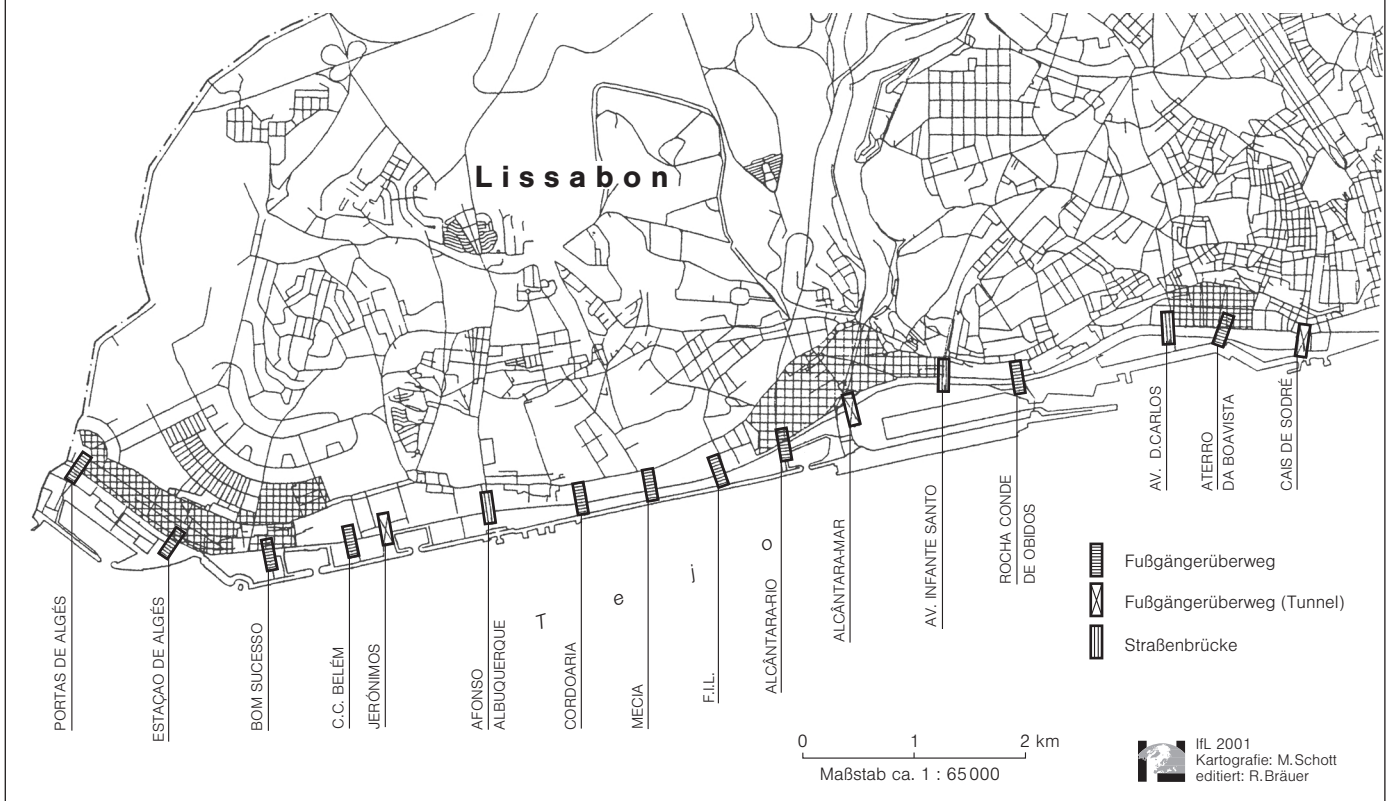 Lissabon
Tejo
PORTAS DE ALGÉS
ESTAÇAO DE ALGÉS
BOM SUCESSO
C.C. BELÉM
JERÓNIMOS
AFONSO
ALBUQUERQUE
CORDOARIA
MECIA
F.I.L.
ALCÂNTARA-RIO
ALCÂNTARA-MAR
AV. INFANTE SANTO
ROCHA CONDE
DE OBIDOS
AV. D.CARLOS
ATERRO
DA BOAVISTA
CAIS DE SODRÉ
Fußgängerüberweg
Fußgängerüberweg (Tunnel)
Straßenbrücke
0 1 2 km
Maßstab ca. 1 : 65000
IfL 2001
Kartografie: M.Schott
editiert: R.Bräuer